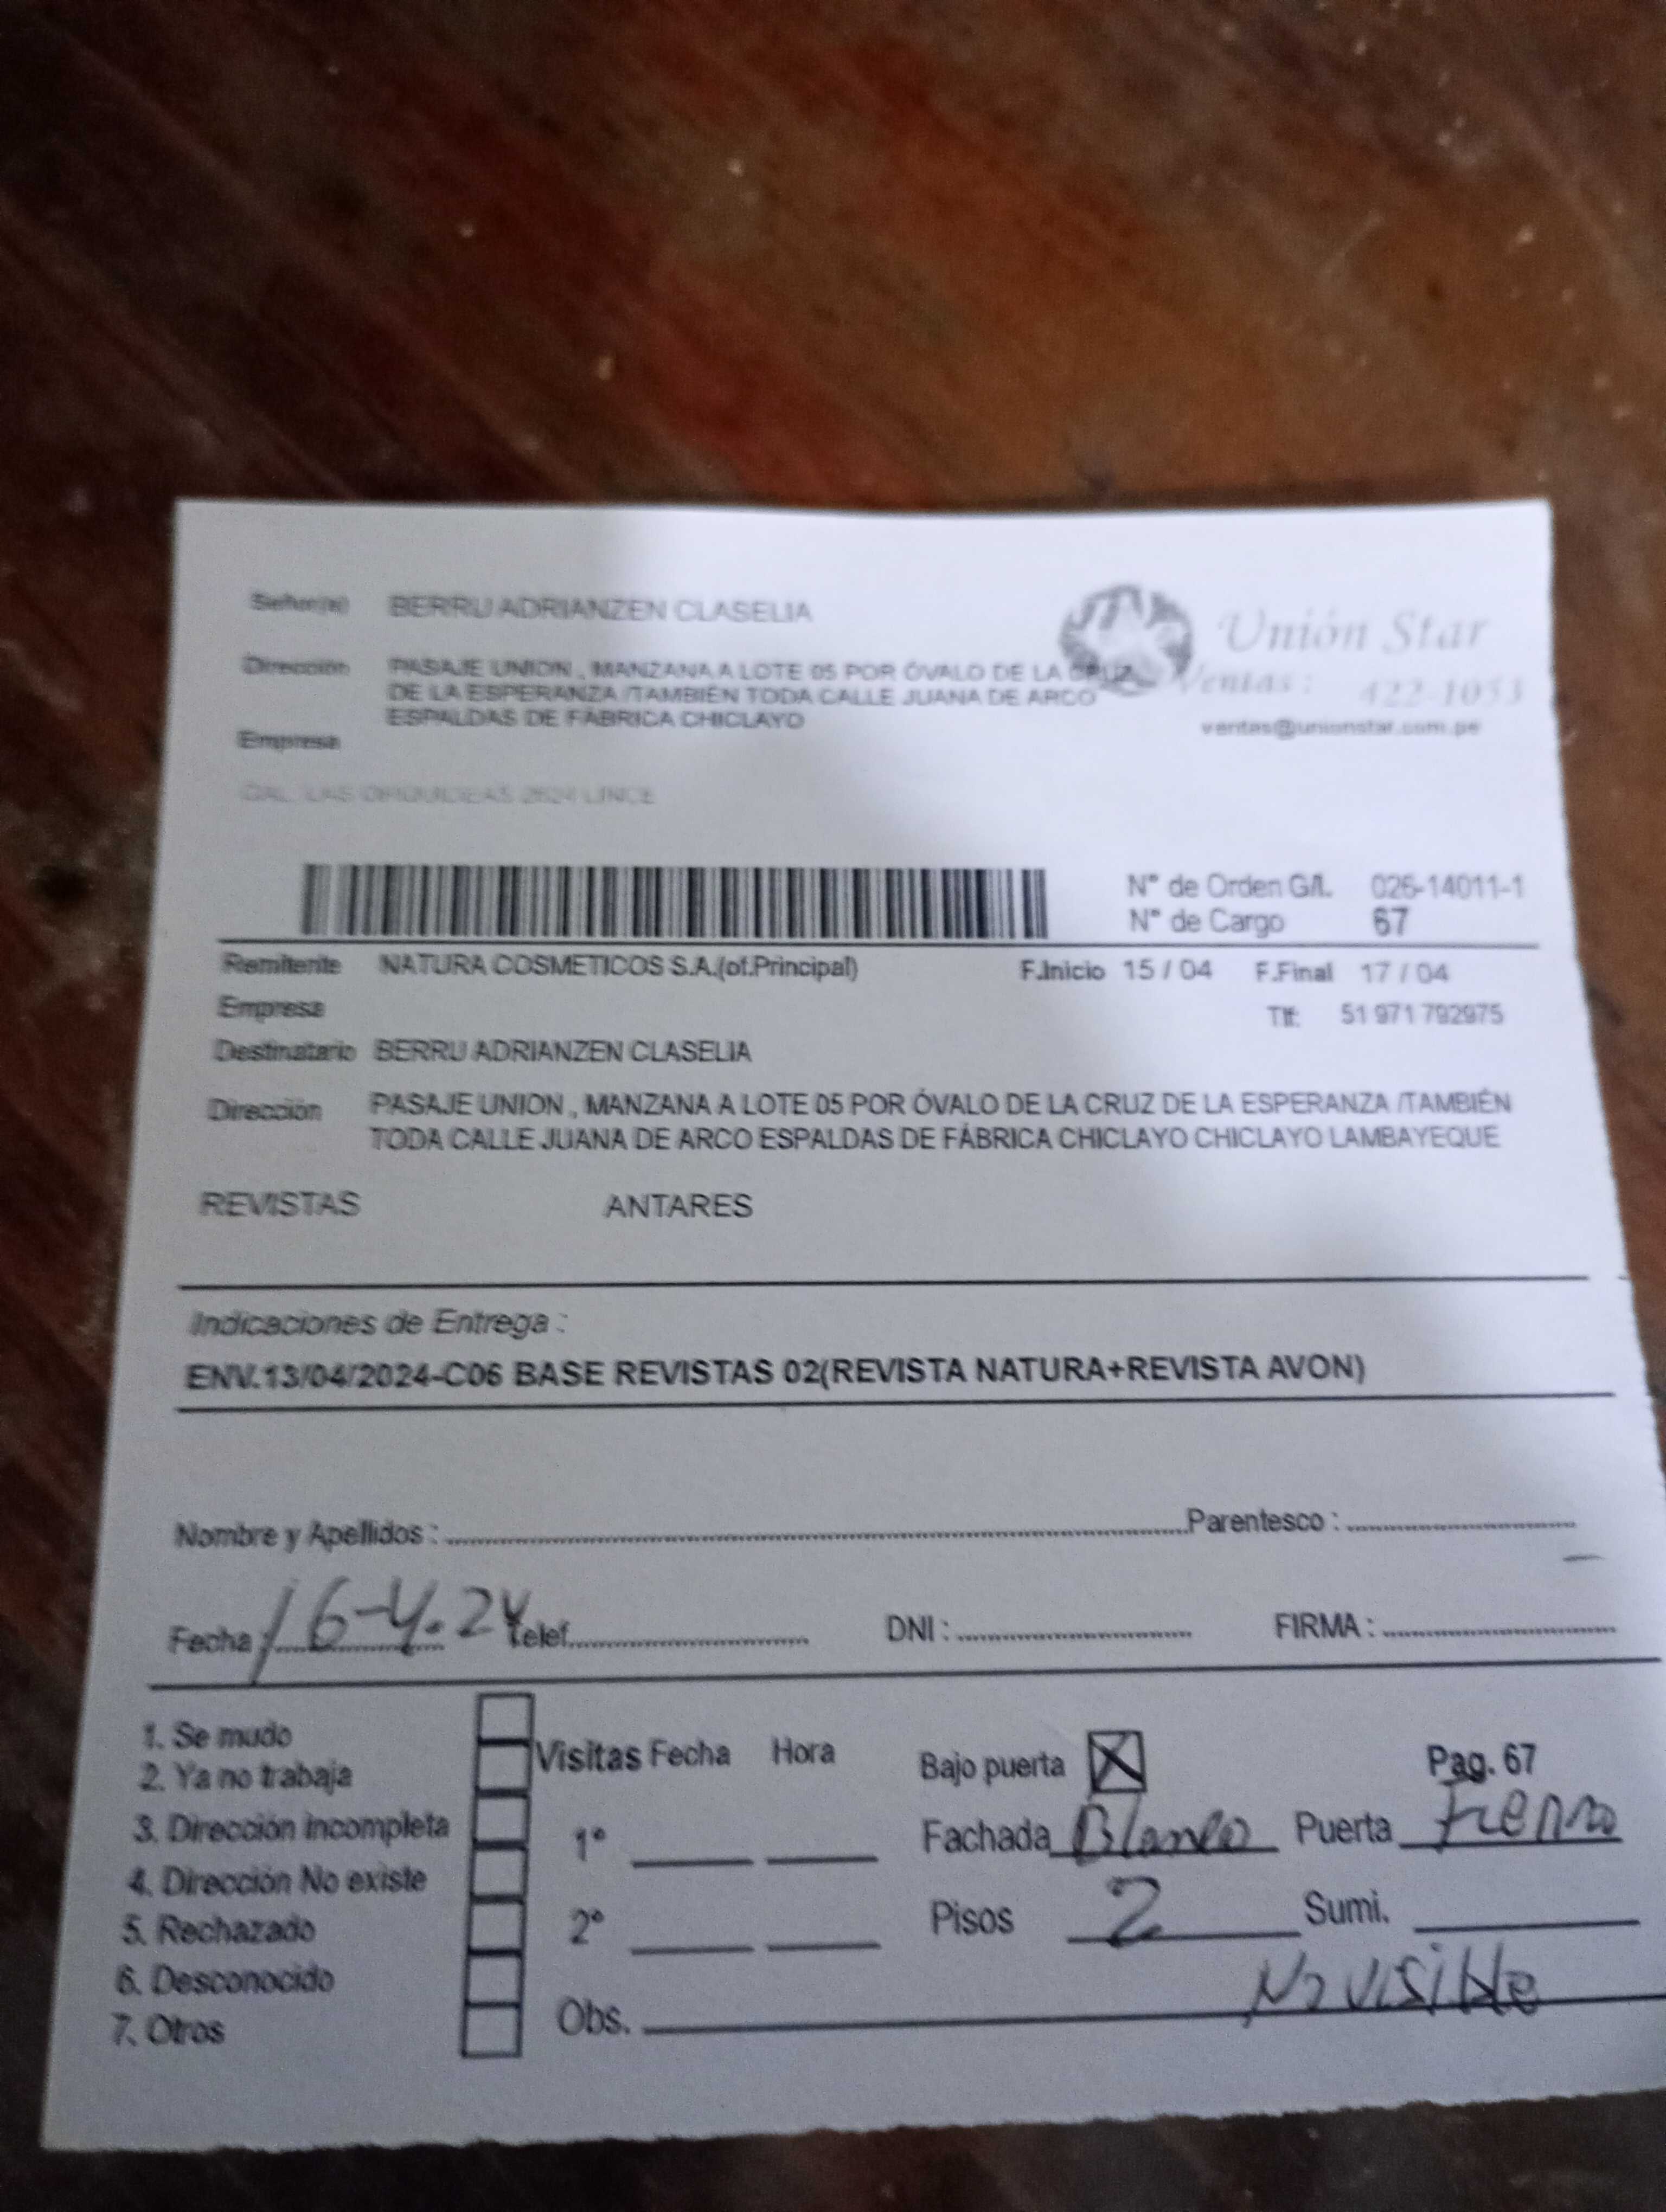 Señor(a) BERRU ADRIANZEN CLASELIA
Unión Star
Dirección PASAJE UNION , MANZANA A LOTE 05 POR ÓVALO DE LA CRUZ
Ventas : 422-1053
DE LA ESPERANZA /TAMBIÉN TODA CALLE JUANA DE ARCO
ESPALDAS DE FÁBRICA CHICLAYO
ventas@unionstar.com.pe
Empresa
CAL. LAS ORQUIDEAS 2624 LINCE
N° de Orden G/L. 026-14011-1
N° de Cargo 67
Remitente NATURA COSMETICOS S.A.(of.Principal) F.Inicio 15 / 04 F.Final 17 / 04
Empresa Tlf: 51 971 792975
Destinatario BERRU ADRIANZEN CLASELIA
Dirección PASAJE UNION , MANZANA A LOTE 05 POR ÓVALO DE LA CRUZ DE LA ESPERANZA /TAMBIÉN
TODA CALLE JUANA DE ARCO ESPALDAS DE FÁBRICA CHICLAYO CHICLAYO LAMBAYEQUE
REVISTAS ANTARES
Indicaciones de Entrega :
ENV.13/04/2024-C06 BASE REVISTAS 02(REVISTA NATURA+REVISTA AVON)
Nombre y Apellidos : Parentesco :
Fecha 16-4.24 Telef. DNI : FIRMA :
1. Se mudo
2. Ya no trabaja
3. Dirección incompleta
4. Dirección No existe
5. Rechazado
6. Desconocido
7. Otros
Visitas Fecha Hora
1°
2°
Bajo puerta X Pag. 67
Fachada Blanco Puerta Fierro
Pisos 2 Sumi.
No visible
Obs.